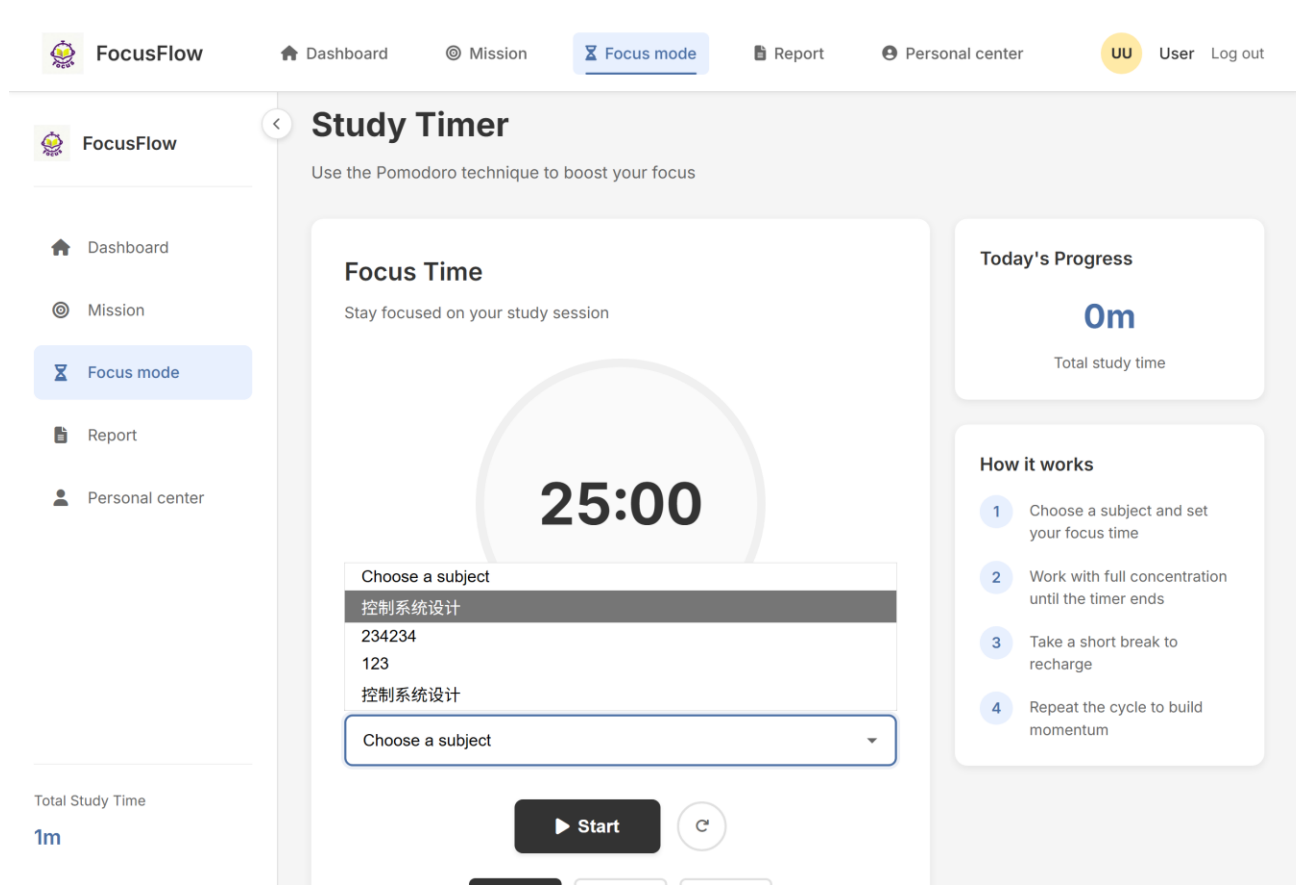 FOCUS
FocusFlow
Dashboard
Mission
Focus mode
Report
Personal center
UU
User
Log out
FOCUS
FocusFlow
Dashboard
Mission
Focus mode
Report
Personal center
Total Study Time
1m
Study Timer
Use the Pomodoro technique to boost your focus
Focus Time
Stay focused on your study session
25:00
Choose a subject
控制系统设计
234234
123
控制系统设计
Choose a subject
Start
Today's Progress
0m
Total study time
How it works
1
Choose a subject and set
your focus time
2
Work with full concentration
until the timer ends
3
Take a short break to
recharge
4
Repeat the cycle to build
momentum